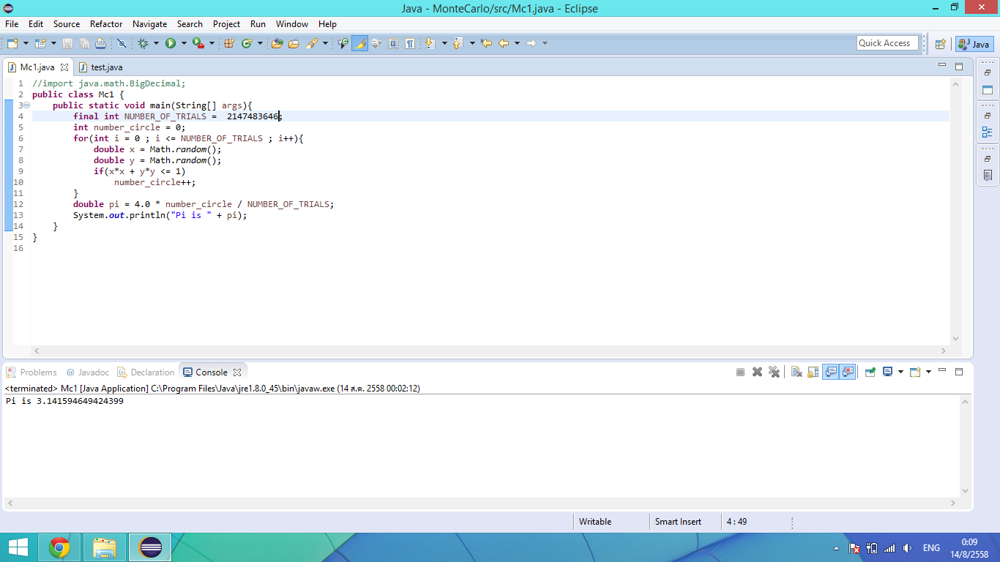 Java - MonteCarlo/src/Mc1.java - Eclipse
File Edit Source Refactor Navigate Search Project Run Window Help
Quick Access
Java
Mc1.java test.java
1 //import java.math.BigDecimal;
2 public class Mc1 {
3 public static void main(String[] args){
4 final int NUMBER_OF_TRIALS = 2147483646;
5 int number_circle = 0;
6 for(int i = 0 ; i <= NUMBER_OF_TRIALS ; i++){
7 double x = Math.random();
8 double y = Math.random();
9 if(x*x + y*y <= 1)
10 number_circle++;
11 }
12 double pi = 4.0 * number_circle / NUMBER_OF_TRIALS;
13 System.out.println("Pi is " + pi);
14 }
15 }
16
Problems @ Javadoc Declaration Console
<terminated> Mc1 [Java Application] C:\Program Files\Java\jre1.8.0_45\bin\javaw.exe (14 ส.ค. 2558 00:02:12)
Pi is 3.141594649424399
Writable Smart Insert 4 : 49
ENG
0:09
14/8/2558